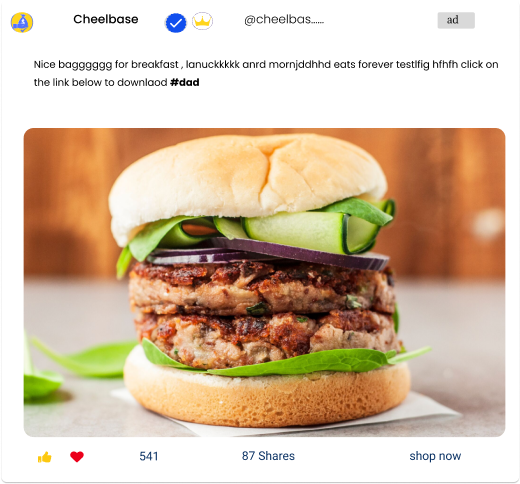 Cheelbase @cheelbas...... ad
Nice bagggggg for breakfast , lanuckkkkk anrd mornjddhhd eats forever testlfig hfhfh click on
the link below to downlaod #dad
541 87 Shares shop now